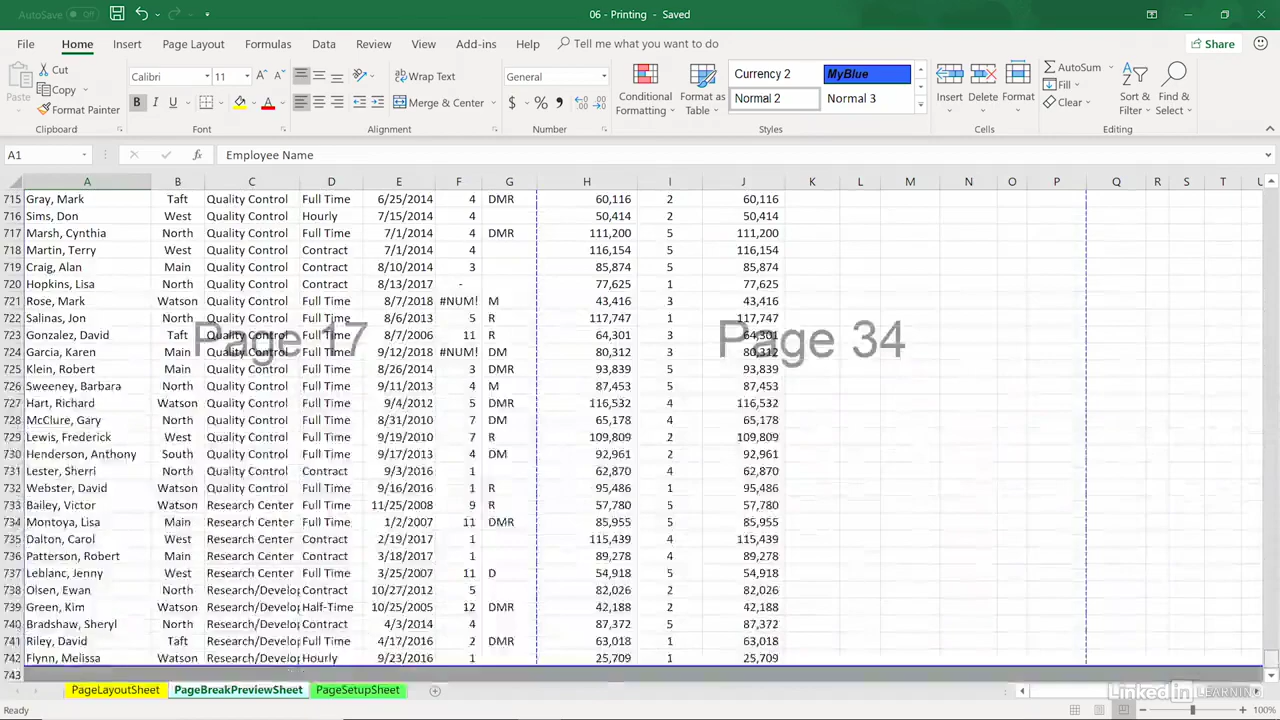 AutoSave Off
06 - Printing - Saved
File Home Insert Page Layout Formulas Data Review View Add-ins Help Tell me what you want to do Share
Paste
Cut
Copy
Format Painter
Calibri 11
B I U
Wrap Text
Merge & Center
General
$ %
Conditional Formatting
Format as Table
Currency 2 MyBlue
Normal 2 Normal 3
Insert Delete Format
AutoSum
Fill
Clear
Sort & Filter
Find & Select
Clipboard Font Alignment Number Styles Cells Editing
A1 fx Employee Name
A B C D E F G H I J K L M N O P Q R S T U
715 Gray, Mark Taft Quality Control Full Time 6/25/2014 4 DMR 60,116 2 60,116
716 Sims, Don West Quality Control Hourly 7/15/2014 4 50,414 2 50,414
717 Marsh, Cynthia North Quality Control Full Time 7/1/2014 4 DMR 111,200 5 111,200
718 Martin, Terry West Quality Control Contract 7/1/2014 4 116,154 5 116,154
719 Craig, Alan Main Quality Control Contract 8/10/2014 3 85,874 5 85,874
720 Hopkins, Lisa North Quality Control Contract 8/13/2017 - 77,625 1 77,625
721 Rose, Mark Watson Quality Control Full Time 8/7/2018 #NUM! M 43,416 3 43,416
722 Salinas, Jon West Quality Control Full Time 8/6/2013 5 R 117,747 1 117,747
723 Gonzalez, David Taft Quality Control Full Time 8/7/2006 11 R 64,301 3 64,301
Page 17 Page 34
724 Garcia, Karen Main Quality Control Full Time 9/12/2018 #NUM! DM 80,312 3 80,312
725 Klein, Robert Main Quality Control Full Time 8/26/2014 3 DMR 93,839 5 93,839
726 Sweeney, Barbara North Quality Control Full Time 9/11/2013 4 M 87,453 5 87,453
727 Hart, Richard Watson Quality Control Full Time 9/4/2012 5 DMR 116,532 4 116,532
728 McClure, Gary North Quality Control Full Time 8/31/2010 7 DM 65,178 4 65,178
729 Lewis, Frederick West Quality Control Full Time 9/19/2010 7 R 109,809 2 109,809
730 Henderson, Anthony South Quality Control Full Time 9/17/2013 4 DM 92,961 2 92,961
731 Lester, Sherri North Quality Control Contract 9/3/2016 1 62,870 4 62,870
732 Webster, David Watson Quality Control Full Time 9/16/2016 1 R 95,486 1 95,486
733 Bailey, Victor Watson Research Center Full Time 11/25/2008 9 R 57,780 5 57,780
734 Montoya, Lisa Main Research Center Full Time 1/2/2007 11 DMR 85,955 5 85,955
735 Dalton, Carol West Research Center Contract 2/19/2017 1 115,439 5 115,439
736 Patterson, Robert Main Research Center Contract 3/18/2017 1 89,278 4 89,278
737 Leblanc, Jenny West Research Center Full Time 3/25/2007 11 D 54,918 5 54,918
738 Olsen, Ewan North Research/Develo Contract 10/27/2012 5 82,026 2 82,026
739 Green, Kim Watson Research/Develo Half-Time 10/25/2005 12 DMR 42,188 2 42,188
740 Bradshaw, Sheryl North Research/Develo Contract 4/3/2014 4 87,372 5 87,372
741 Riley, David Taft Research/Develo Full Time 4/17/2016 2 DMR 63,018 1 63,018
742 Flynn, Melissa Watson Research/Develo Hourly 9/23/2016 1 25,709 1 25,709
743
PageLayoutSheet PageBreakPreviewSheet PageSetupSheet
LinkedIn LEARNING
Ready 100%